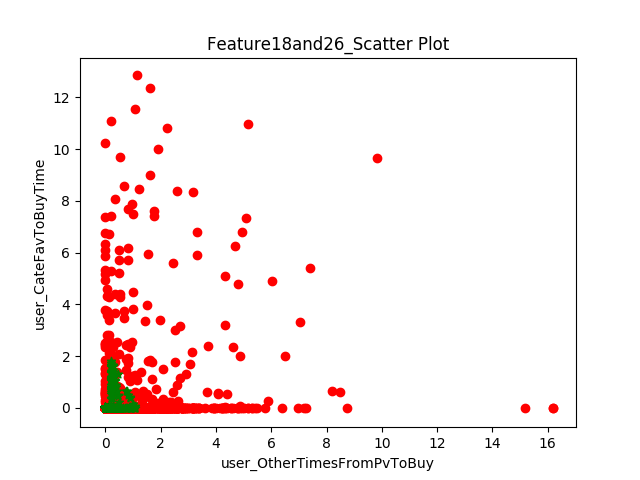 Feature18and26_Scatter Plot
12
10
8
6
4
2
0
user_CateFavToBuyTime
0 2 4 6 8 10 12 14 16
user_OtherTimesFromPvToBuy